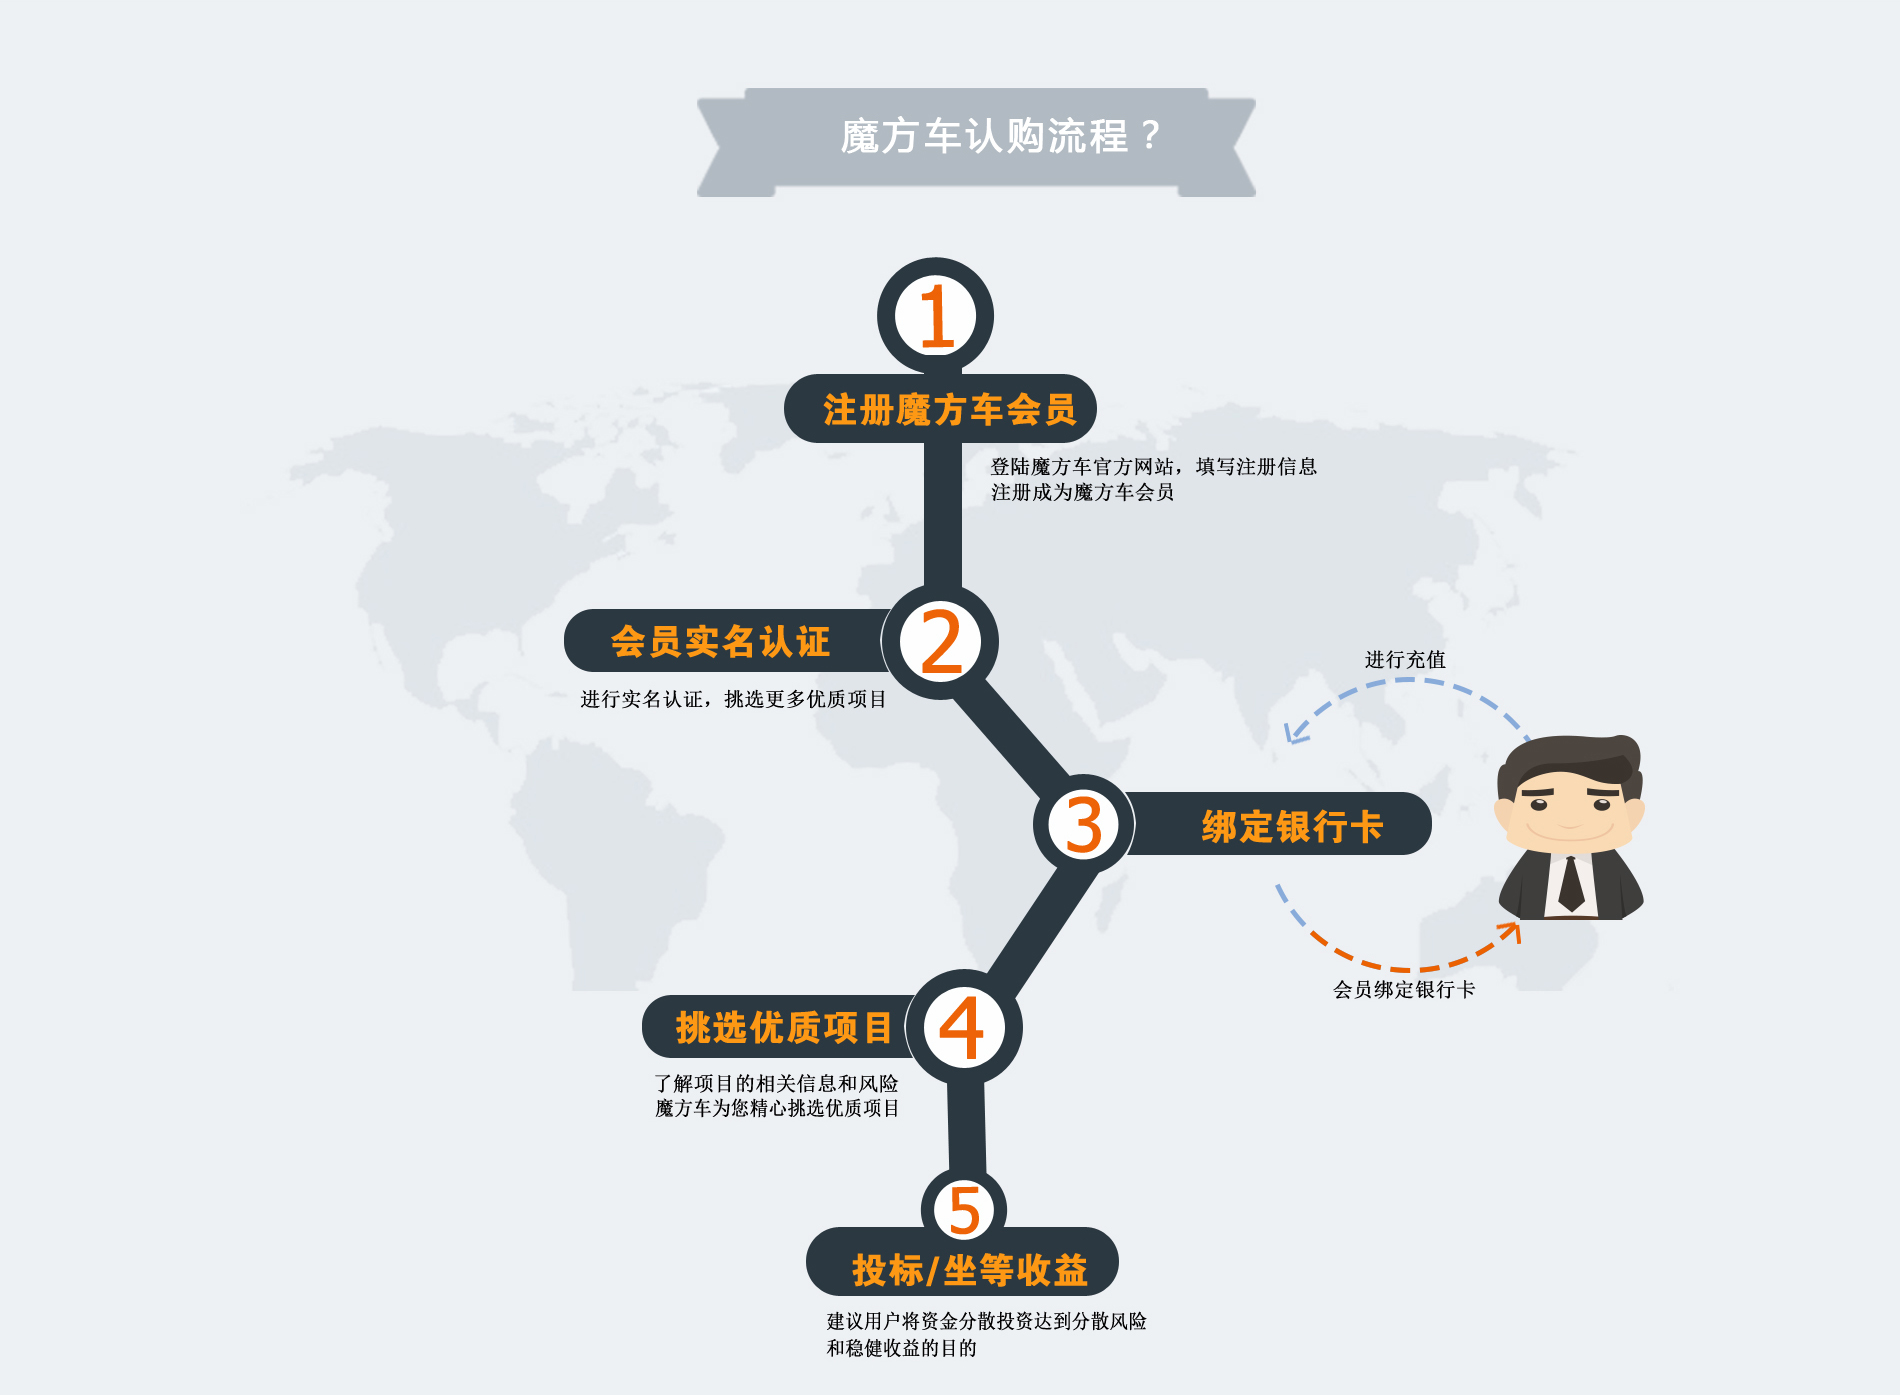 魔方车认购流程？
1
注册魔方车会员
登陆魔方车官方网站，填写注册信息
注册成为魔方车会员
2
会员实名认证
进行实名认证，挑选更多优质项目
进行充值
3
绑定银行卡
会员绑定银行卡
4
挑选优质项目
了解项目的相关信息和风险
魔方车为您精心挑选优质项目
5
投标/坐等收益
建议用户将资金分散投资达到分散风险
和稳健收益的目的